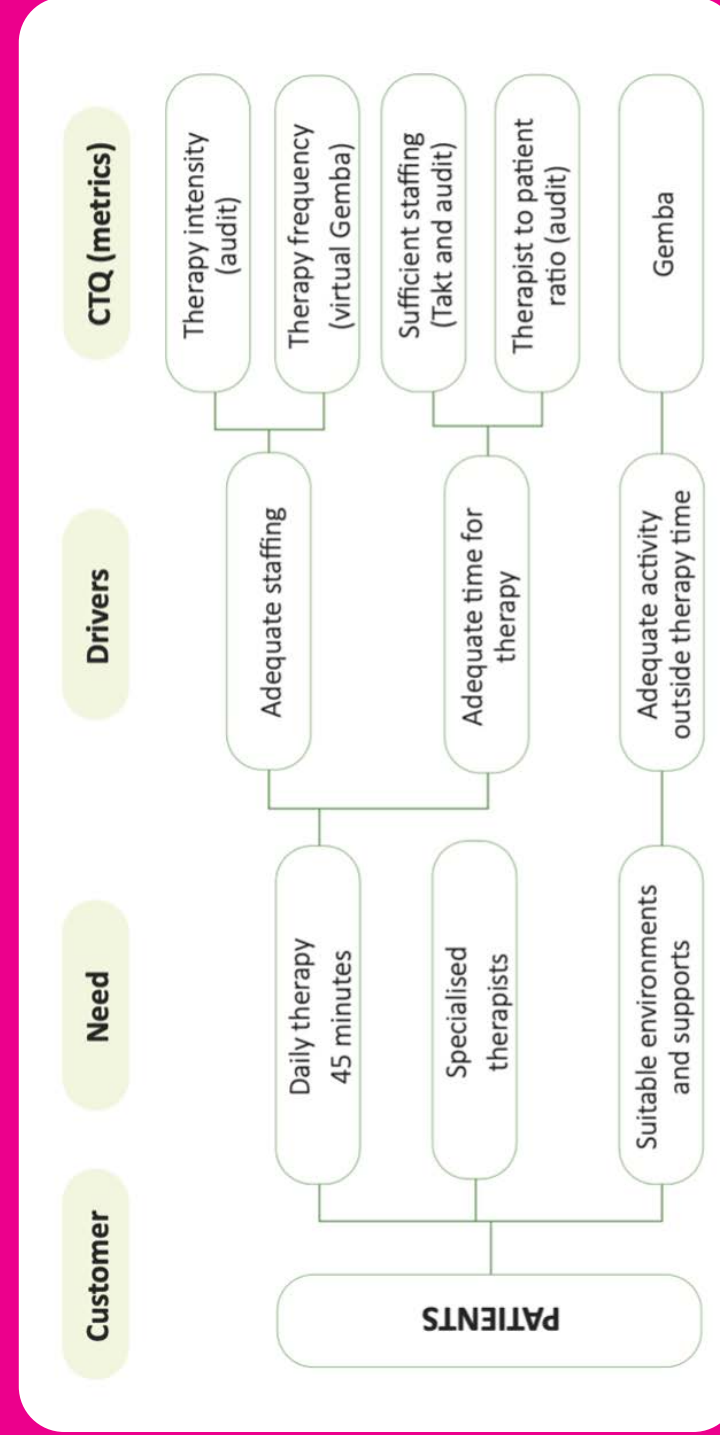 Customer
Need
Drivers
CTQ (metrics)
PATIENTS
Daily therapy
45 minutes
Specialised
therapists
Suitable environments
and supports
Adequate staffing
Adequate time for
therapy
Adequate activity
outside therapy time
Therapy intensity
(audit)
Therapy frequency
(virtual Gemba)
Sufficient staffing
(Takt and audit)
Therapist to patient
ratio (audit)
Gemba